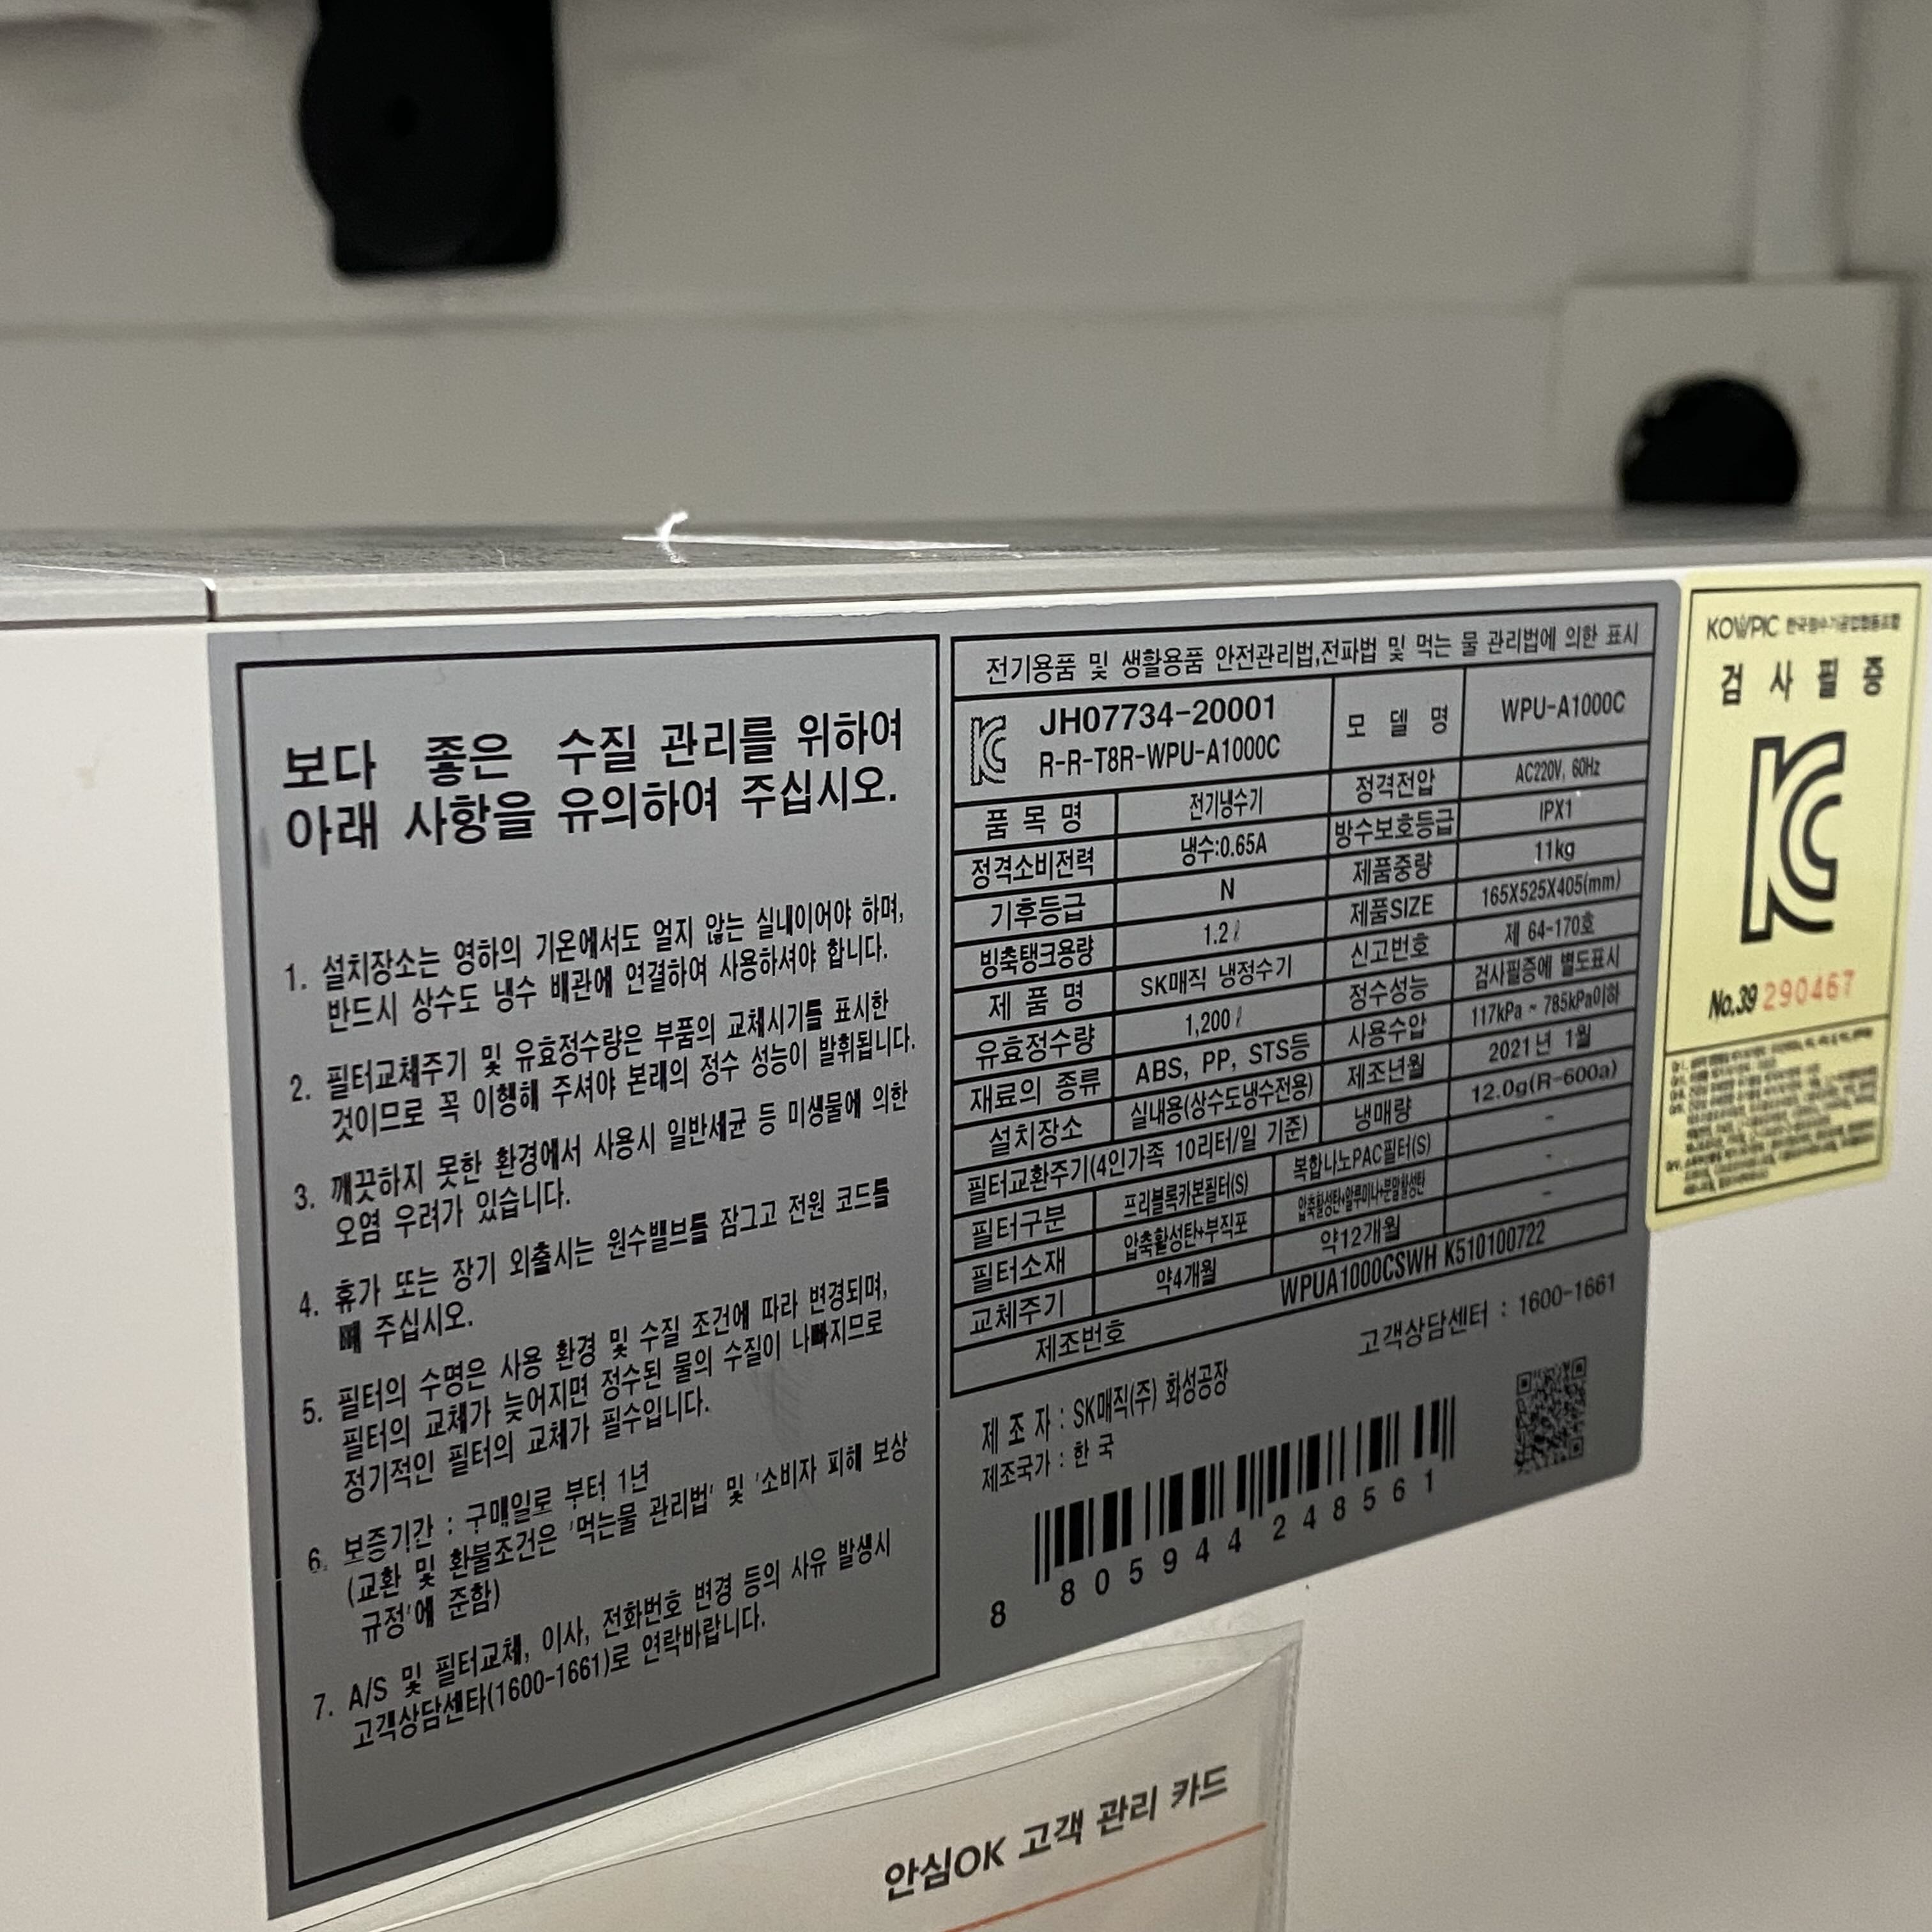 보다 좋은 수질 관리를 위하여
아래 사항을 유의하여 주십시오.
1. 설치장소는 영하의 기온에서도 얼지 않는 실내이어야 하며,
반드시 상수도 냉수 배관에 연결하여 사용하셔야 합니다.
2. 필터교체주기 및 유효정수량은 부품의 교체시기를 표시한
것이므로 꼭 이행해 주셔야 본래의 정수 성능이 발휘됩니다.
3. 깨끗하지 못한 환경에서 사용시 일반세균 등 미생물에 의한
오염 우려가 있습니다.
4. 휴가 또는 장기 외출시는 원수밸브를 잠그고 전원 코드를
빼 주십시오.
5. 필터의 수명은 사용 환경 및 수질 조건에 따라 변경되며,
필터의 교체가 늦어지면 정수된 물의 수질이 나빠지므로
정기적인 필터의 교체가 필수입니다.
6. 보증기간 : 구매일로 부터 1년
(교환 및 환불조건은 '먹는물 관리법' 및 '소비자 피해 보상
규정'에 준함)
7. A/S 및 필터교체, 이사, 전화번호 변경 등의 사유 발생시
고객상담센타(1600-1661)로 연락바랍니다.
전기용품 및 생활용품 안전관리법,전파법 및 먹는 물 관리법에 의한 표시
JH07734-20001
R-R-T8R-WPU-A1000C
모 델 명 WPU-A1000C
품 목 명 전기냉수기 정격전압 AC220V, 60Hz
정격소비전력 냉수:0.65A 방수보호등급 IPX1
기후등급 N 제품중량 11kg
빙축탱크용량 1.2ℓ 제품SIZE 165X525X405(mm)
제 품 명 SK매직 냉정수기 신고번호 제 64-170호
유효정수량 1,200ℓ 정수성능 검사필증에 별도표시
재료의 종류 ABS, PP, STS등 사용수압 117kPa ~ 785kPa이하
설치장소 실내용(상수도냉수전용) 제조년월 2021년 1월
필터교환주기(4인가족 10리터/일 기준) 냉매량 12.0g(R-600a)
필터구분 프리블록카본필터(S) 복합나노PAC필터(S) -
필터소재 압축활성탄+부직포 압축활성탄+알루미나+분말활성탄 -
교체주기 약4개월 약12개월 -
제조번호 WPUA1000CSWH K510100722
제 조 자 : SK매직(주) 화성공장
고객상담센터 : 1600-1661
제조국가 : 한 국
8 805944 248561
KOWPIC 한국정수기공업협동조합
검 사 필 증
No.39 290467
안심OK 고객 관리 카드